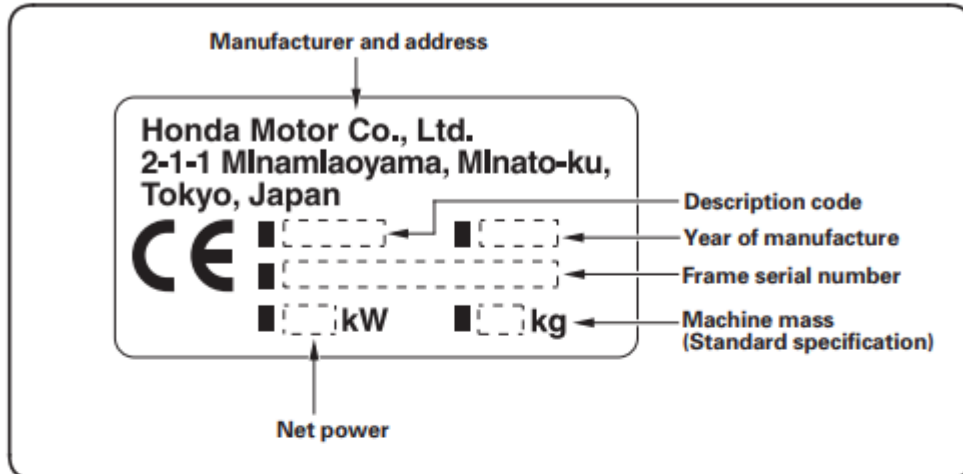 Manufacturer and address
Honda Motor Co., Ltd.
2-1-1 MInamIaoyama, MInato-ku,
Tokyo, Japan
CE
Description code
Year of manufacture
Frame serial number
kW
kg
Machine mass
(Standard specification)
Net power